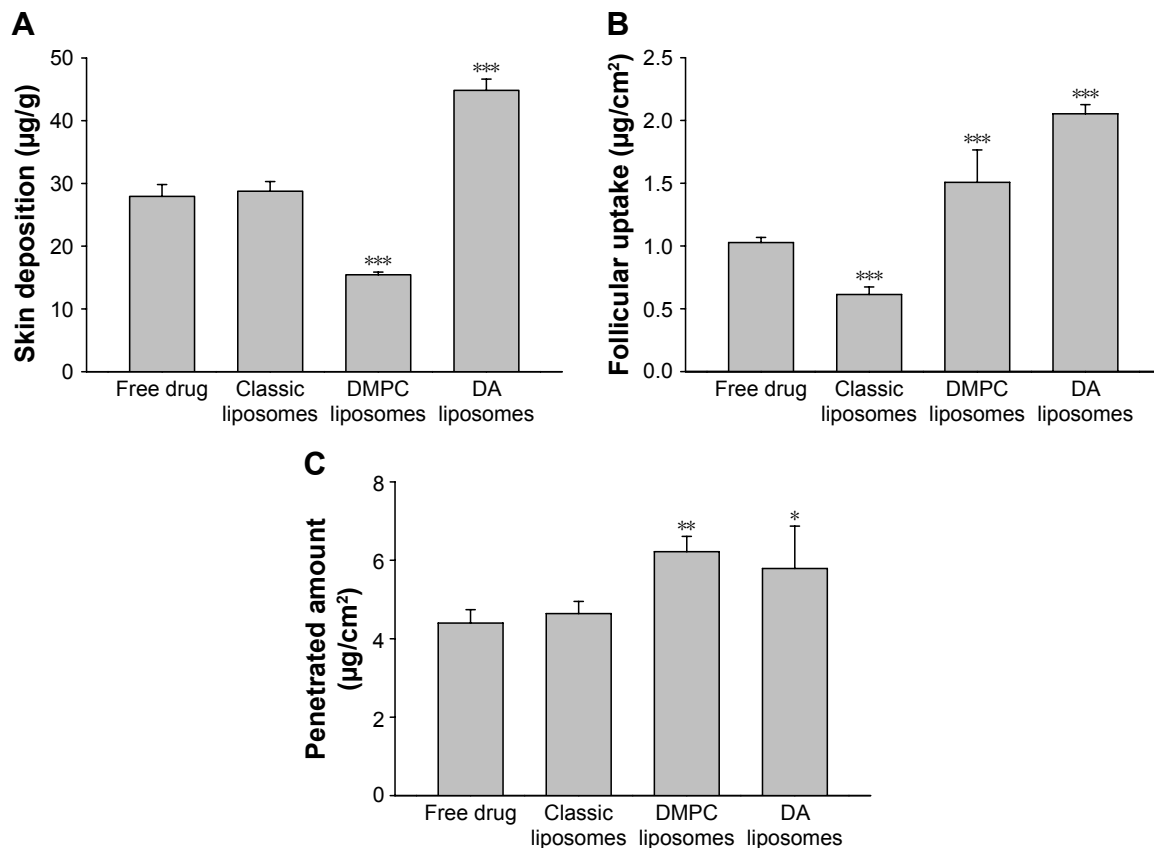 A
Skin deposition (µg/g)
50
40
30
20
10
0
***
***
Free drug
Classic
liposomes
DMPC
liposomes
DA
liposomes
B
Follicular uptake (µg/cm²)
2.5
2.0
1.5
1.0
0.5
0.0
***
***
***
Free drug
Classic
liposomes
DMPC
liposomes
DA
liposomes
C
Penetrated amount
(µg/cm²)
8
6
4
2
0
**
*
Free drug
Classic
liposomes
DMPC
liposomes
DA
liposomes